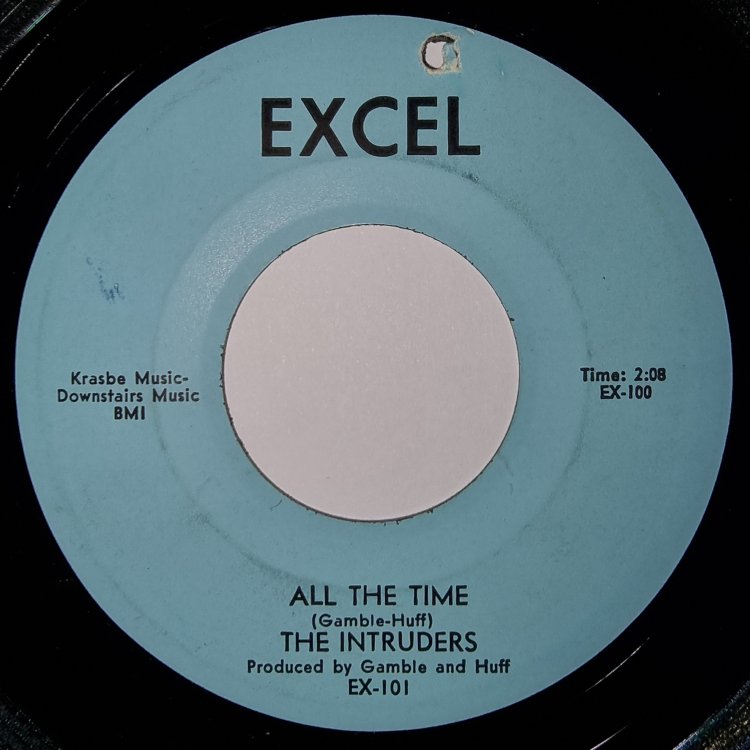 EXCEL
Krasbe Music-
Downstairs Music
BMI
Time: 2:08
EX-100
ALL THE TIME
(Gamble-Huff)
THE INTRUDERS
Produced by Gamble and Huff
EX-101